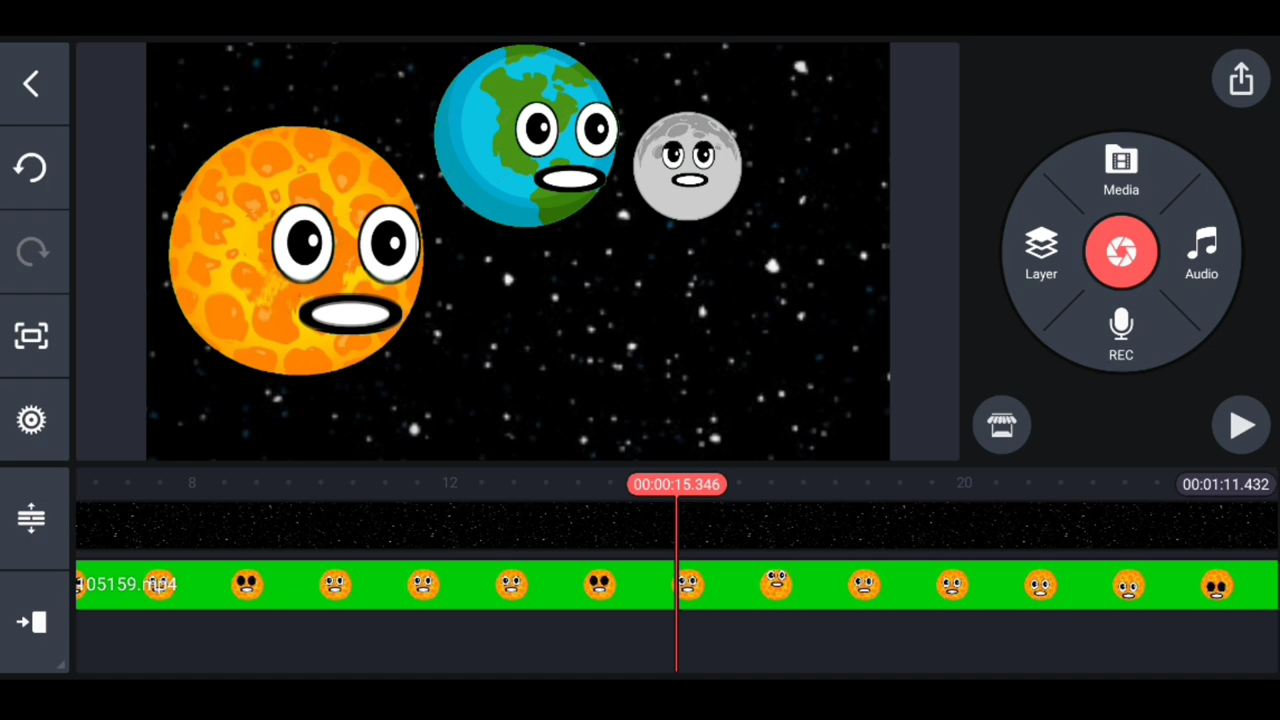 Media
Layer
Audio
REC
8
12
00:00:15.346
20
00:01:11.432
105159.mp4